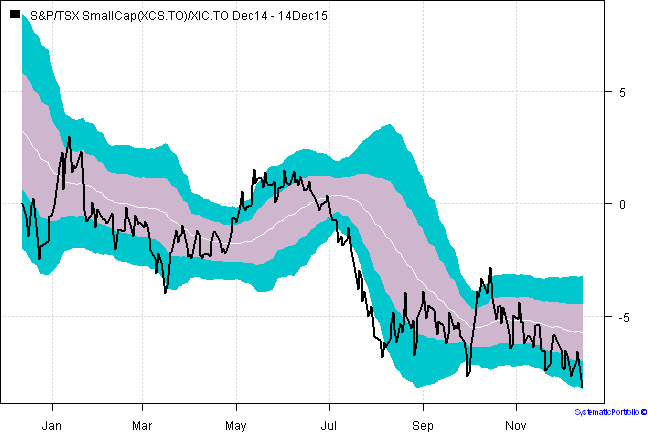 S&P/TSX SmallCap(XCS.TO)/XIC.TO Dec14 - 14Dec15
5
0
-5
Jan Mar May Jul Sep Nov
SystematicPortfolio ©